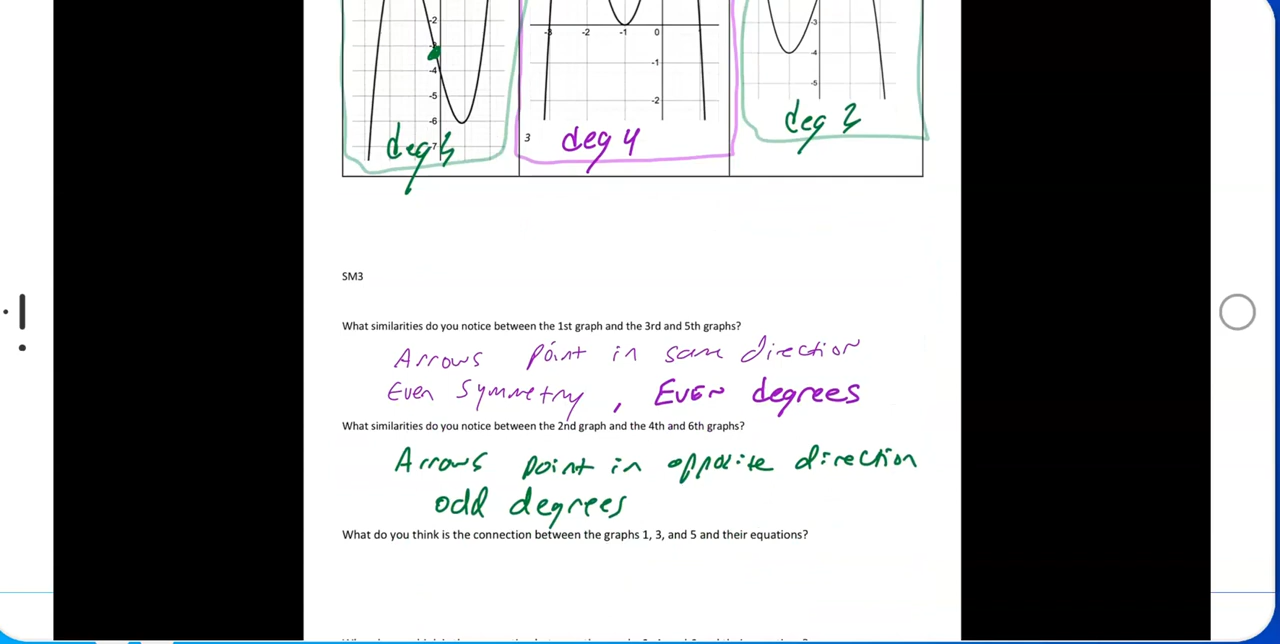 -2
-4
-5
-6
-7
-3 -2 -1 0
-1
-2
3
-3
-4
-5
deg
deg 4
deg 3
SM3
What similarities do you notice between the 1st graph and the 3rd and 5th graphs?
Arrows point in same direction
Even Symmetry, EVEN degrees
What similarities do you notice between the 2nd graph and the 4th and 6th graphs?
Arrows point in opposite direction
odd degrees
What do you think is the connection between the graphs 1, 3, and 5 and their equations?